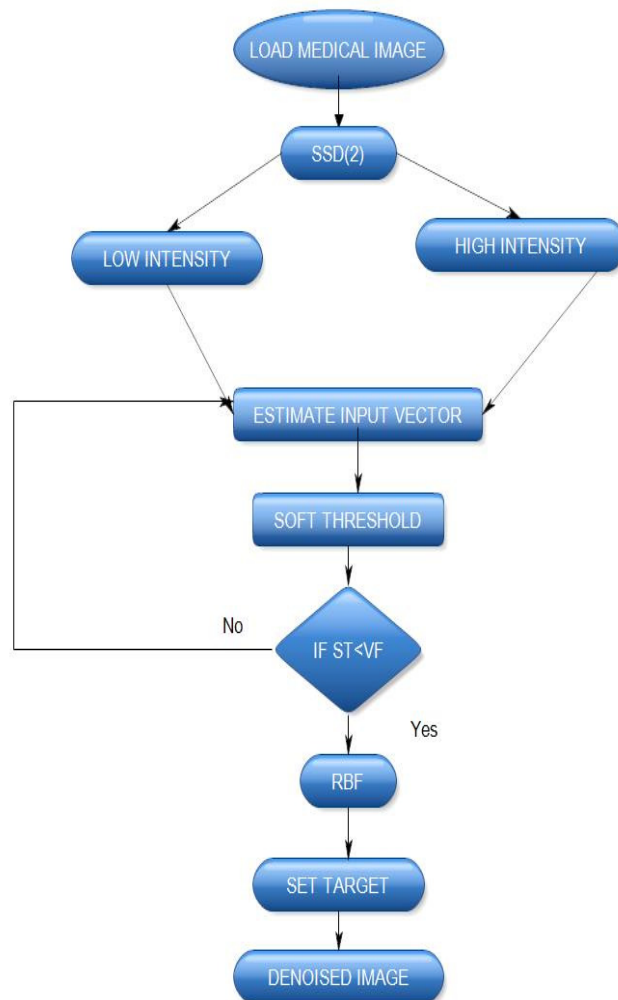 LOAD MEDICAL IMAGE
SSD(2)
LOW INTENSITY
HIGH INTENSITY
ESTIMATE INPUT VECTOR
SOFT THRESHOLD
No
IF ST<VF
Yes
RBF
SET TARGET
DENOISED IMAGE